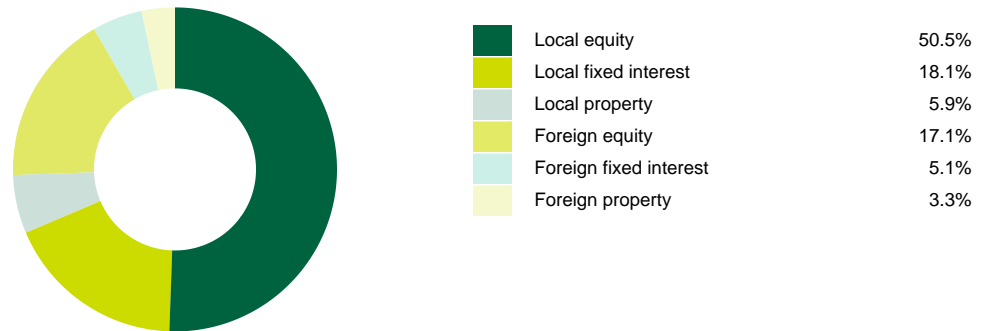 Local equity 50.5%
Local fixed interest 18.1%
Local property 5.9%
Foreign equity 17.1%
Foreign fixed interest 5.1%
Foreign property 3.3%